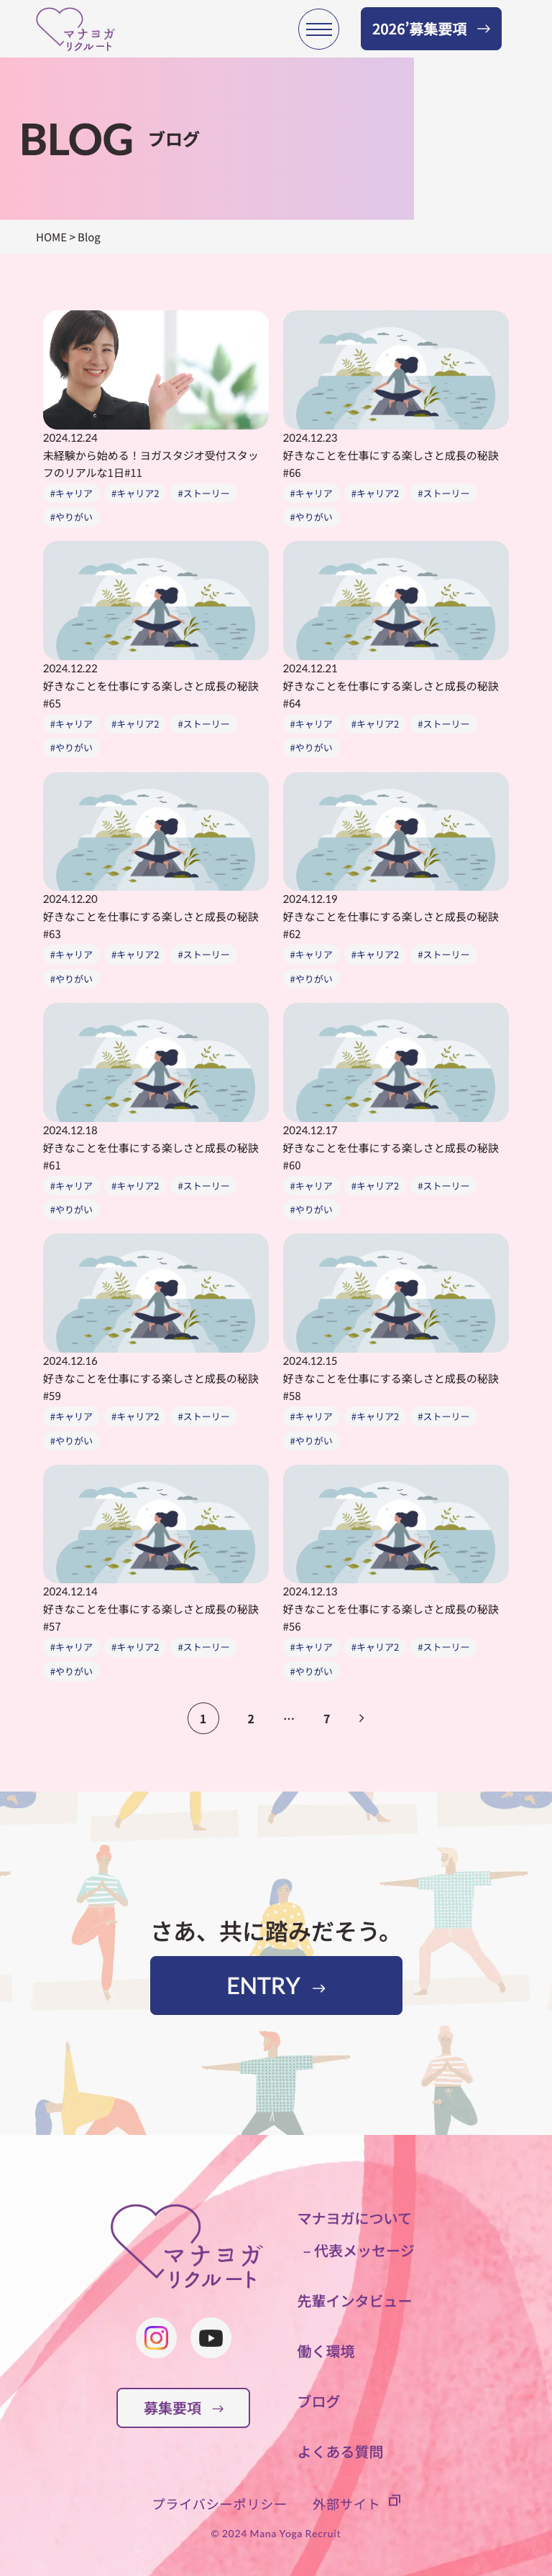 マナヨガ
リクルート
2026’募集要項 →
BLOG ブログ
HOME > Blog
2024.12.24
未経験から始める！ヨガスタジオ受付スタッ
フのリアルな1日#11
#キャリア #キャリア2 #ストーリー
#やりがい
2024.12.23
好きなことを仕事にする楽しさと成長の秘訣
#66
#キャリア #キャリア2 #ストーリー
#やりがい
2024.12.22
好きなことを仕事にする楽しさと成長の秘訣
#65
#キャリア #キャリア2 #ストーリー
#やりがい
2024.12.21
好きなことを仕事にする楽しさと成長の秘訣
#64
#キャリア #キャリア2 #ストーリー
#やりがい
2024.12.20
好きなことを仕事にする楽しさと成長の秘訣
#63
#キャリア #キャリア2 #ストーリー
#やりがい
2024.12.19
好きなことを仕事にする楽しさと成長の秘訣
#62
#キャリア #キャリア2 #ストーリー
#やりがい
2024.12.18
好きなことを仕事にする楽しさと成長の秘訣
#61
#キャリア #キャリア2 #ストーリー
#やりがい
2024.12.17
好きなことを仕事にする楽しさと成長の秘訣
#60
#キャリア #キャリア2 #ストーリー
#やりがい
2024.12.16
好きなことを仕事にする楽しさと成長の秘訣
#59
#キャリア #キャリア2 #ストーリー
#やりがい
2024.12.15
好きなことを仕事にする楽しさと成長の秘訣
#58
#キャリア #キャリア2 #ストーリー
#やりがい
2024.12.14
好きなことを仕事にする楽しさと成長の秘訣
#57
#キャリア #キャリア2 #ストーリー
#やりがい
2024.12.13
好きなことを仕事にする楽しさと成長の秘訣
#56
#キャリア #キャリア2 #ストーリー
#やりがい
1 2 … 7 >
さあ、共に踏みだそう。
ENTRY →
マナヨガ
リクルート
募集要項 →
マナヨガについて
– 代表メッセージ
先輩インタビュー
働く環境
ブログ
よくある質問
プライバシーポリシー 外部サイト
© 2024 Mana Yoga Recruit